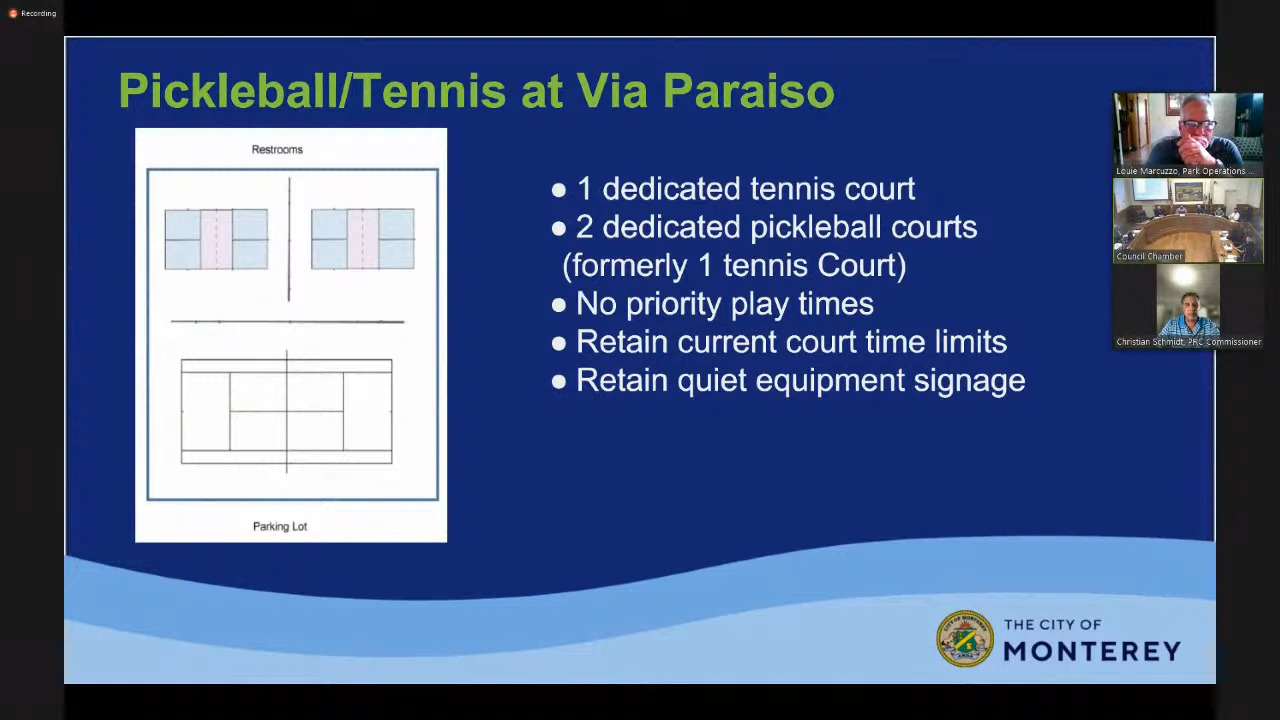 Recording
Pickleball/Tennis at Via Paraiso
Restrooms
Parking Lot
● 1 dedicated tennis court
● 2 dedicated pickleball courts
(formerly 1 tennis Court)
● No priority play times
● Retain current court time limits
● Retain quiet equipment signage
Louie Marcuzzo, Park Operations ...
Council Chamber
Christian Schmidt, PRC Commissioner
THE CITY OF
MONTEREY